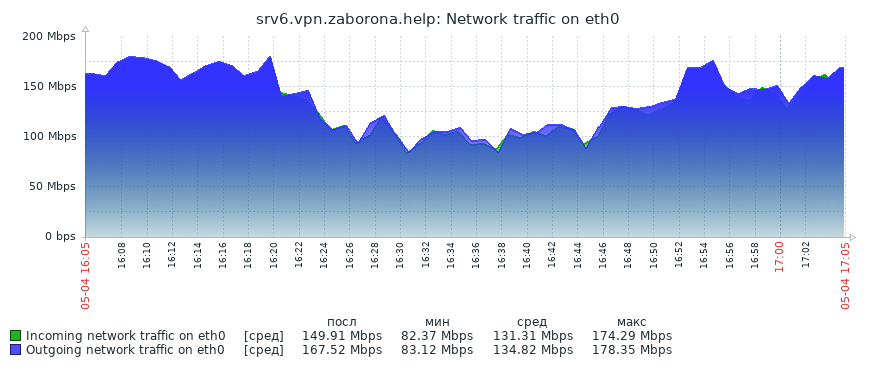 srv6.vpn.zaborona.help: Network traffic on eth0
200 Mbps
150 Mbps
100 Mbps
50 Mbps
0 bps
05-04 16:05 16:08 16:10 16:12 16:14 16:16 16:18 16:20 16:22 16:24 16:26 16:28 16:30 16:32 16:34 16:36 16:38 16:40 16:42 16:44 16:46 16:48 16:50 16:52 16:54 16:56 16:58 17:00 17:02 05-04 17:05
посл мин сред макс
Incoming network traffic on eth0 [сред] 149.91 Mbps 82.37 Mbps 131.31 Mbps 174.29 Mbps
Outgoing network traffic on eth0 [сред] 167.52 Mbps 83.12 Mbps 134.82 Mbps 178.35 Mbps